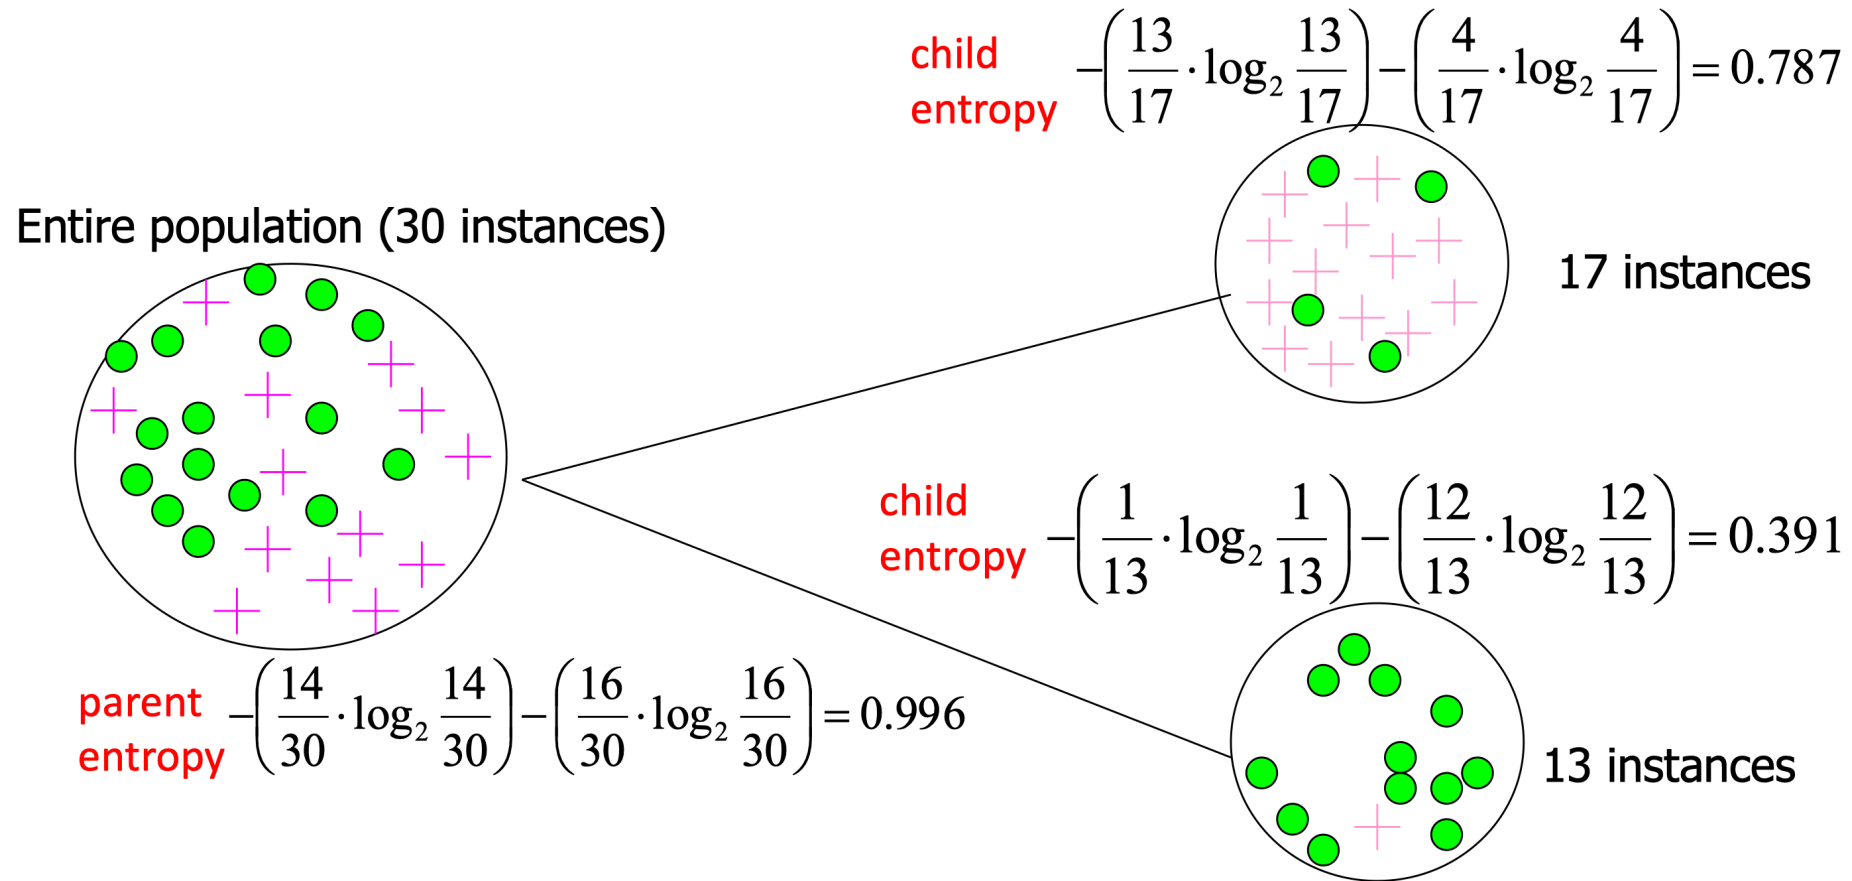 child
entropy
−(13/17 · log₂ 13/17) − (4/17 · log₂ 4/17) = 0.787
Entire population (30 instances)
17 instances
child
entropy
−(1/13 · log₂ 1/13) − (12/13 · log₂ 12/13) = 0.391
parent
entropy
−(14/30 · log₂ 14/30) − (16/30 · log₂ 16/30) = 0.996
13 instances